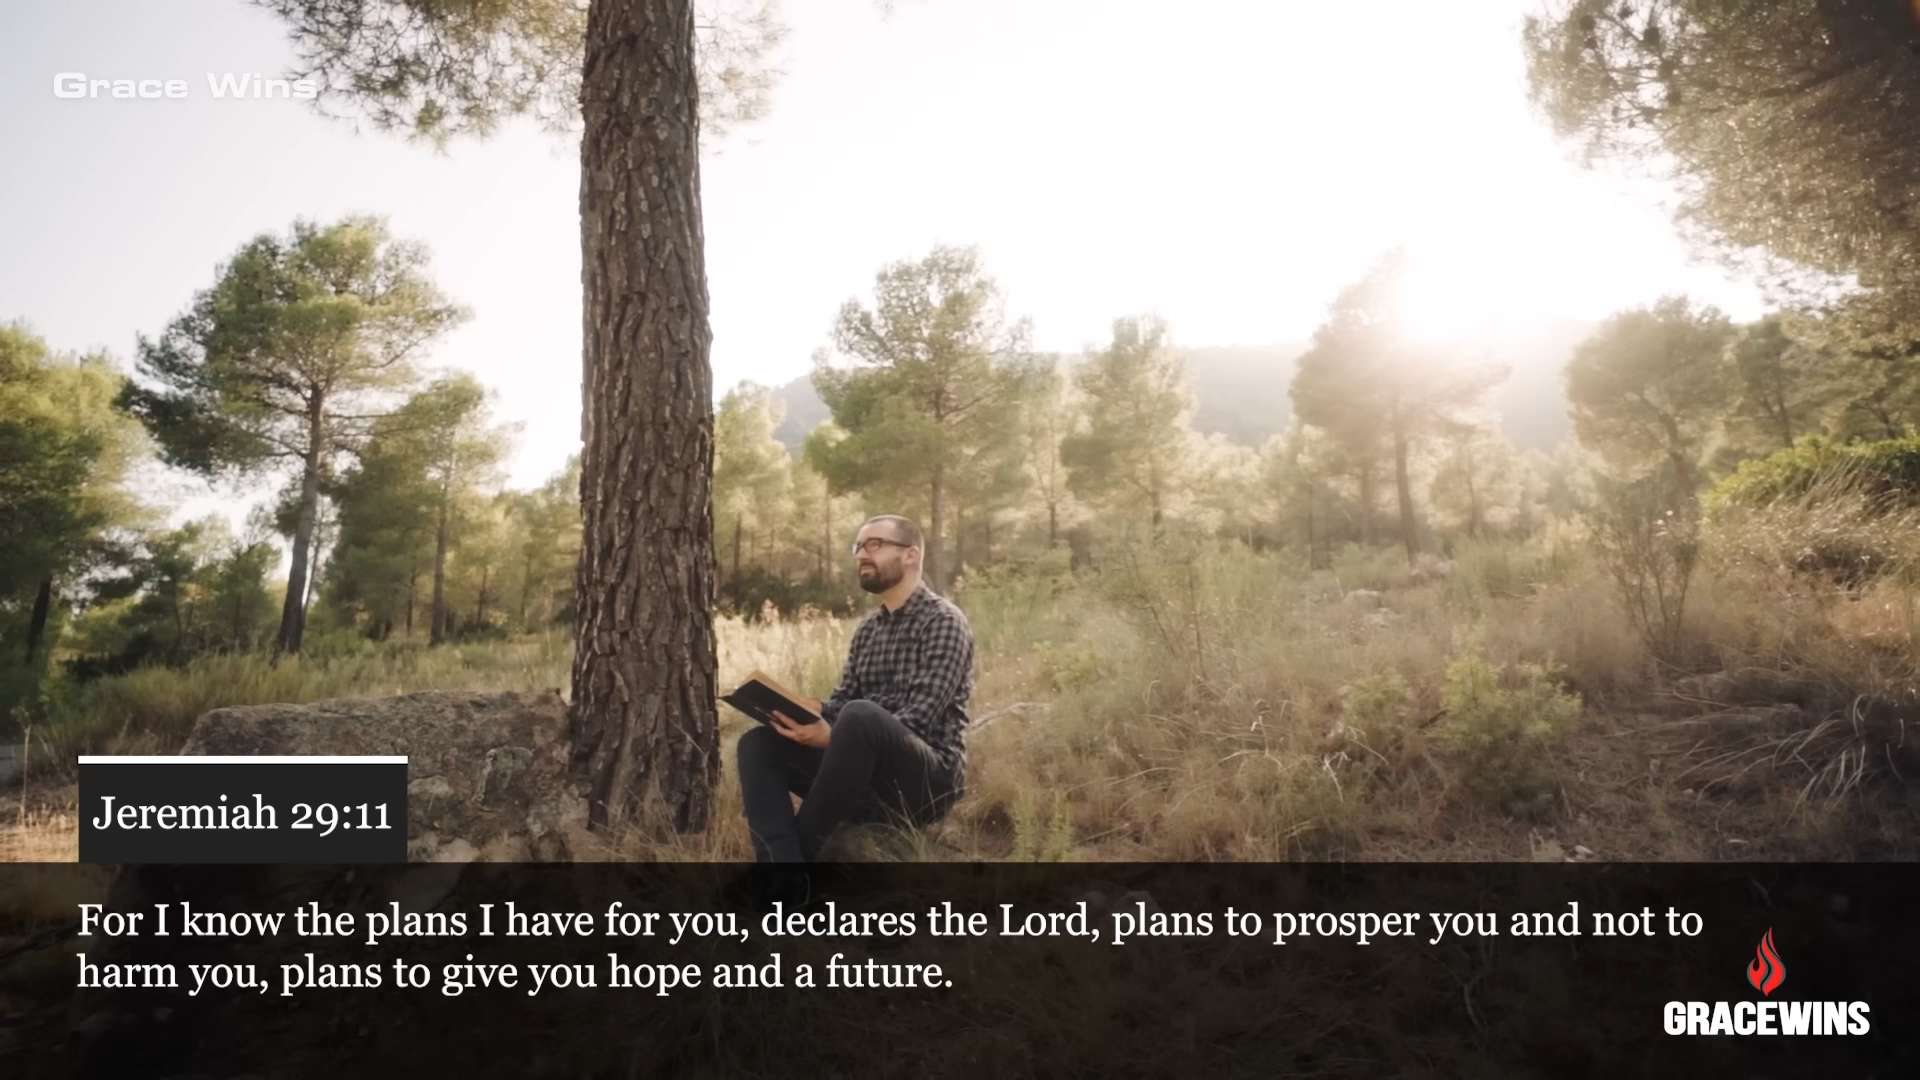 Grace Wins
Jeremiah 29:11
For I know the plans I have for you, declares the Lord, plans to prosper you and not to
harm you, plans to give you hope and a future.
GRACEWINS